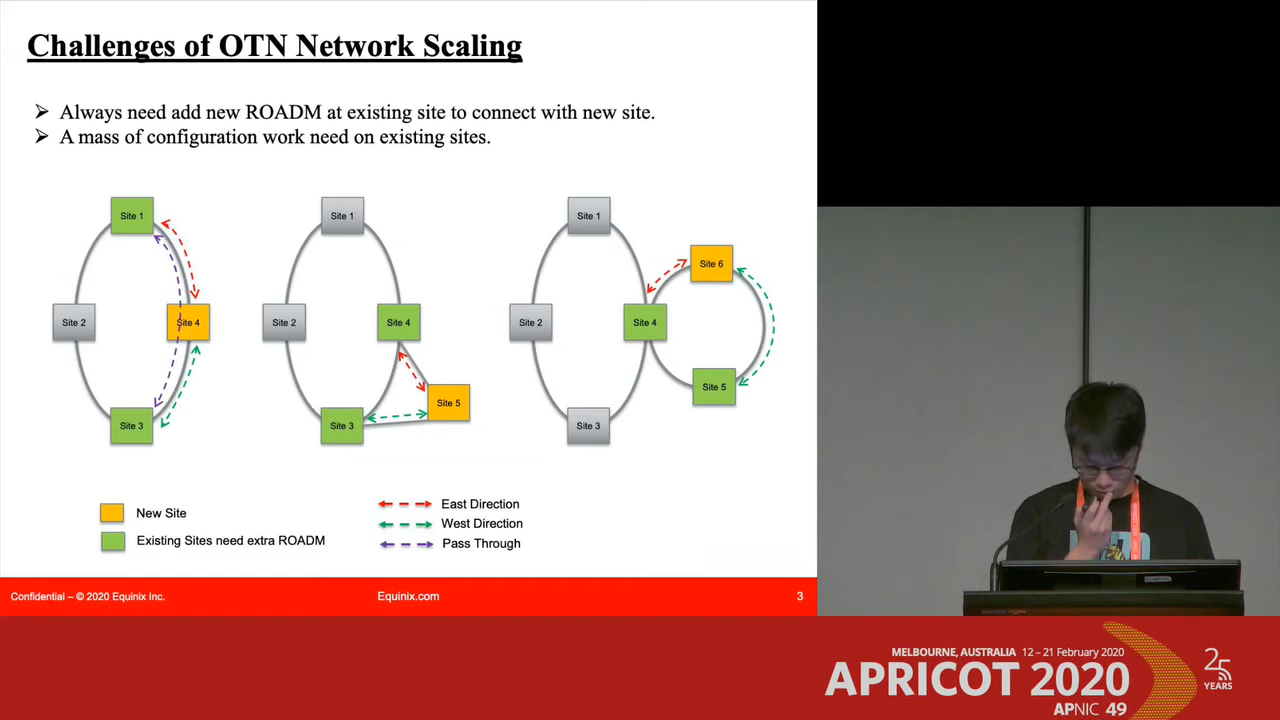 Challenges of OTN Network Scaling
➢ Always need add new ROADM at existing site to connect with new site.
➢ A mass of configuration work need on existing sites.
Site 1
Site 2
Site 4
Site 3
Site 1
Site 2
Site 4
Site 5
Site 3
Site 1
Site 6
Site 2
Site 4
Site 5
Site 3
New Site
Existing Sites need extra ROADM
East Direction
West Direction
Pass Through
Confidential – © 2020 Equinix Inc.
Equinix.com
3
MELBOURNE, AUSTRALIA 12 – 21 February 2020
APRICOT 2020
APNIC 49
25
YEARS